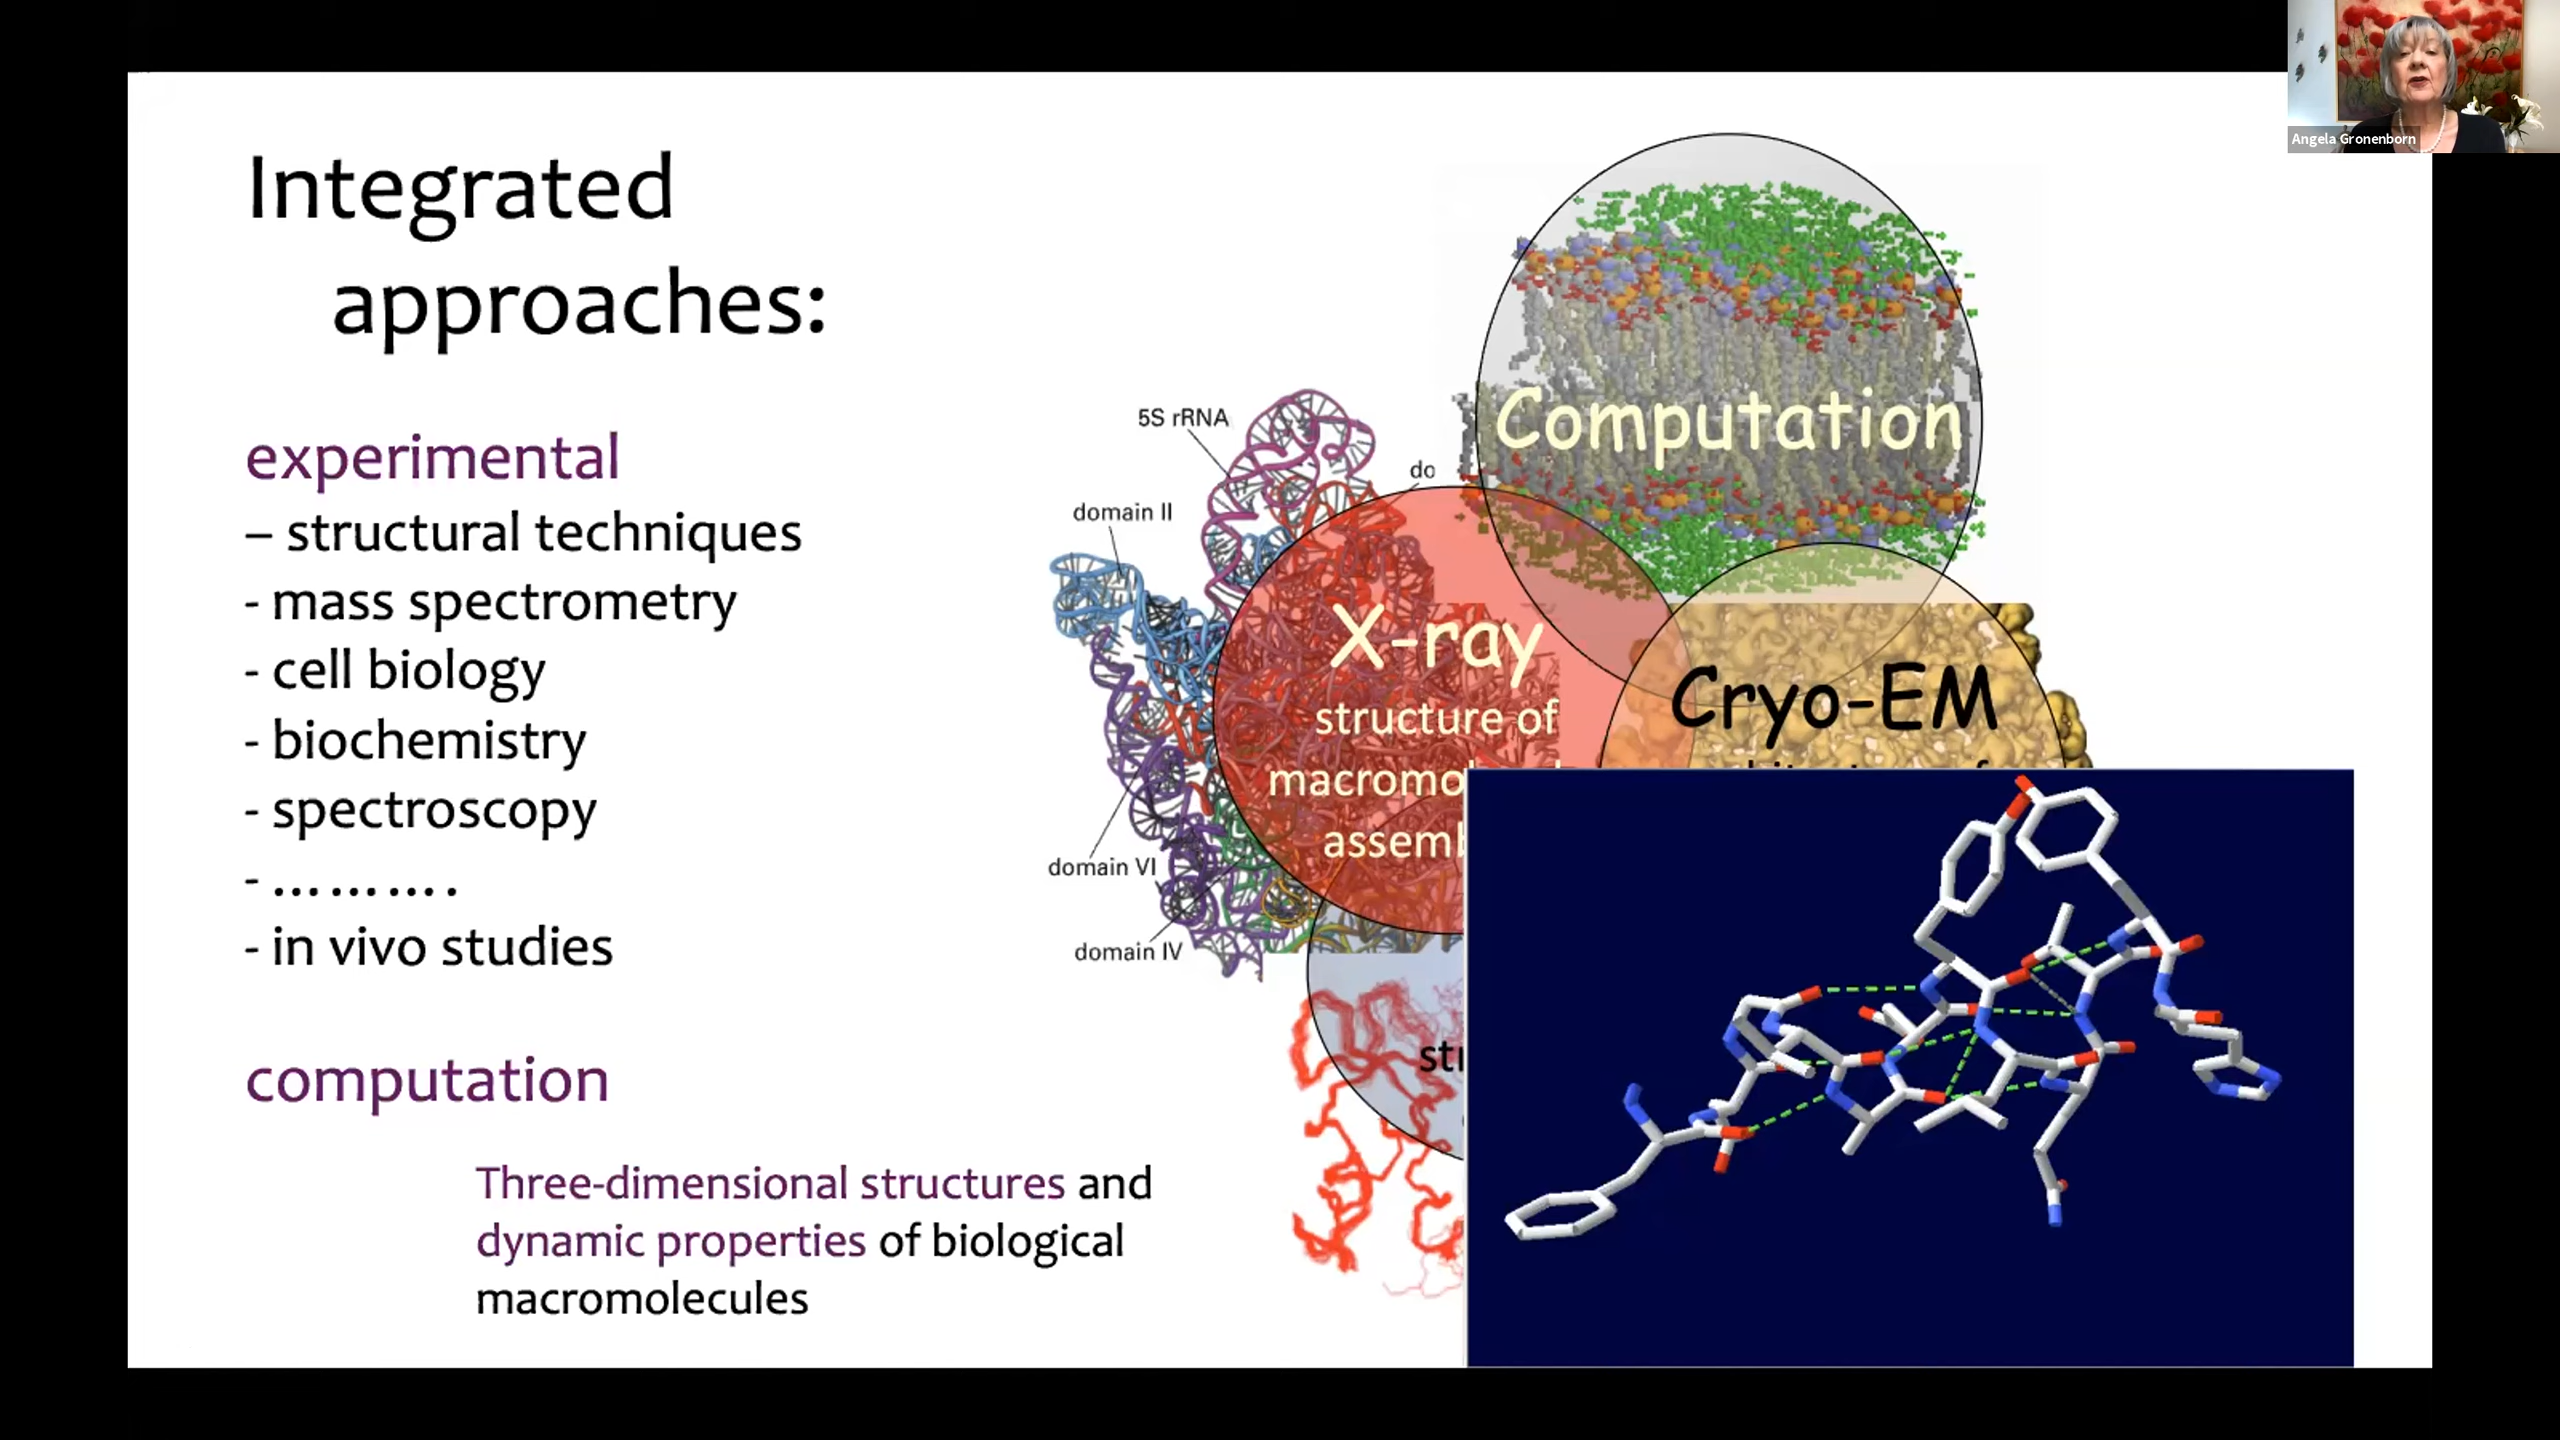 Angela Gronenborn
Integrated
approaches:
experimental
– structural techniques
- mass spectrometry
- cell biology
- biochemistry
- spectroscopy
- ..........
- in vivo studies
computation
Three-dimensional structures and
dynamic properties of biological
macromolecules
Computation
5S rRNA
do
domain II
X-ray
structure of
macromo
assemb
domain VI
domain IV
Cryo-EM